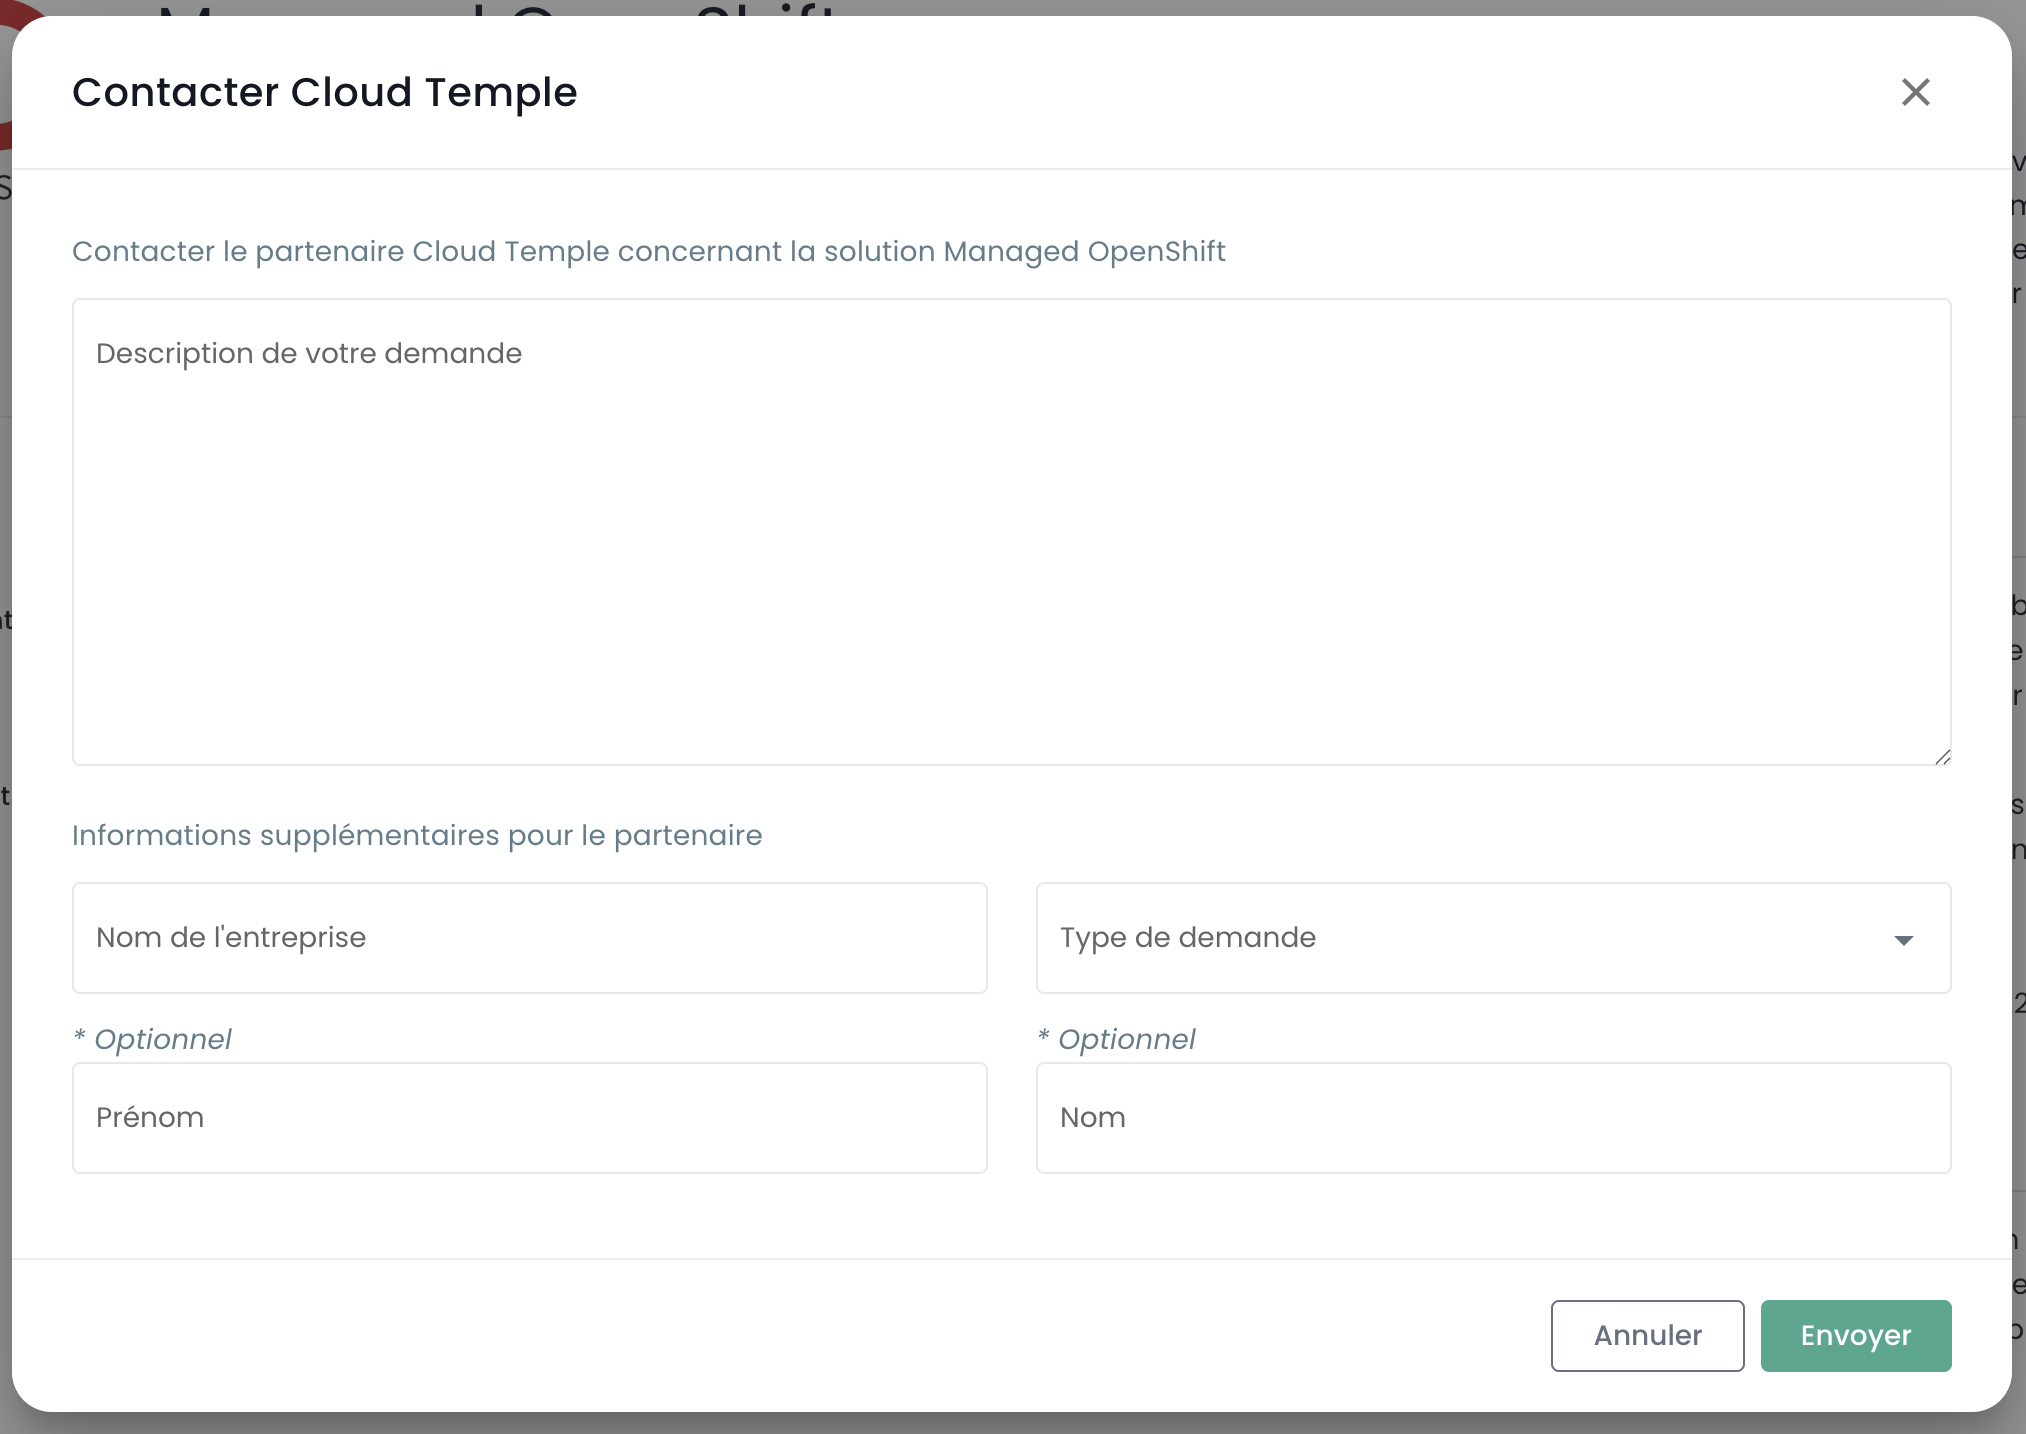 Contacter Cloud Temple
Contacter le partenaire Cloud Temple concernant la solution Managed OpenShift
Description de votre demande
Informations supplémentaires pour le partenaire
Nom de l'entreprise
Type de demande
* Optionnel
* Optionnel
Prénom
Nom
Annuler
Envoyer